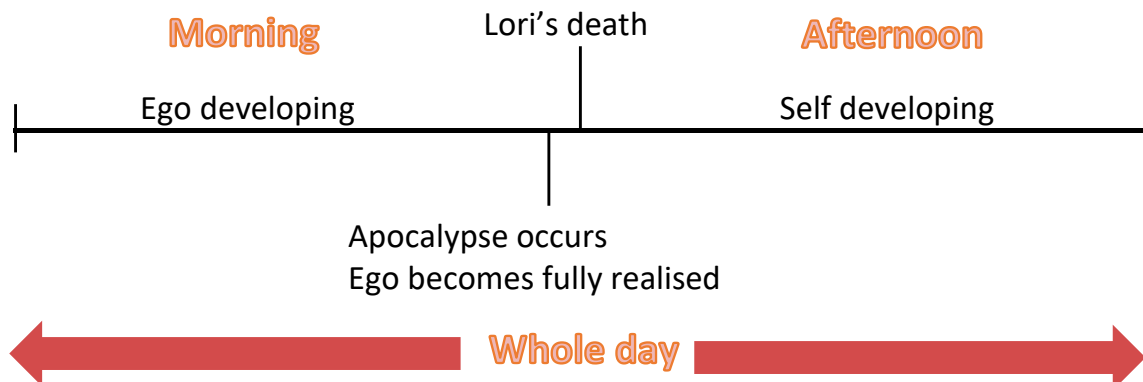 Morning
Lori’s death
Afternoon
Ego developing
Self developing
Apocalypse occurs
Ego becomes fully realised
Whole day